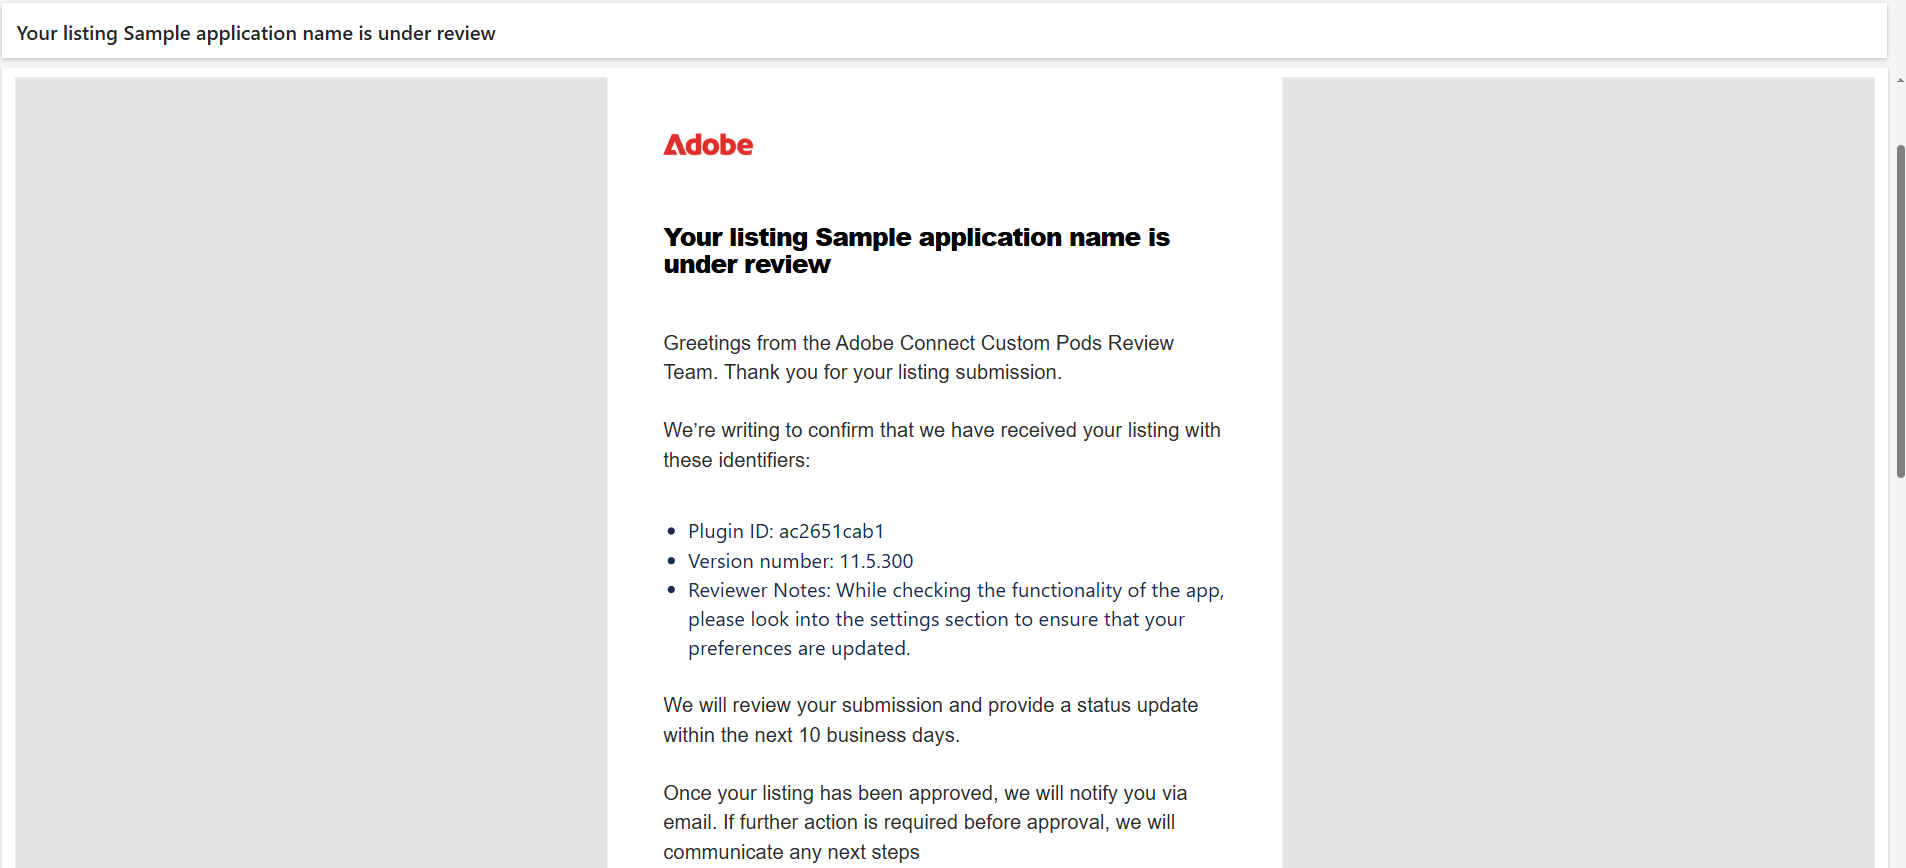 Your listing Sample application name is under review
Adobe
Your listing Sample application name is
under review
Greetings from the Adobe Connect Custom Pods Review
Team. Thank you for your listing submission.
We’re writing to confirm that we have received your listing with
these identifiers:
• Plugin ID: ac2651cab1
• Version number: 11.5.300
• Reviewer Notes: While checking the functionality of the app,
please look into the settings section to ensure that your
preferences are updated.
We will review your submission and provide a status update
within the next 10 business days.
Once your listing has been approved, we will notify you via
email. If further action is required before approval, we will
communicate any next steps